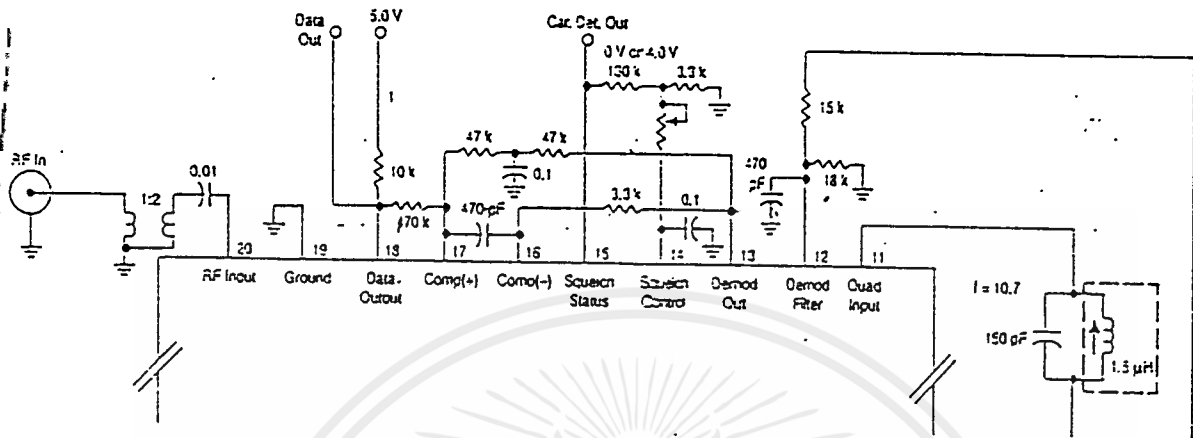 Data
Out
5.0 V
Car. Det. Out
0 V or 4.0 V
130 k
3.3 k
15 k
1
47 k
47 k
RF In
0.01
1:2
10k
0.1
470
pF
18 k
470k
470 pF
3.3 k
0.1
20
19
18
17
16
15
14
13
12
11
RF Input
Ground
Data
Output
Comp(+)
Comp(-)
Squelch
Status
Squelch
Control
Demod
Out
Demod
Filter
Quad
Input
f = 10.7
150 pF
1.5 µH